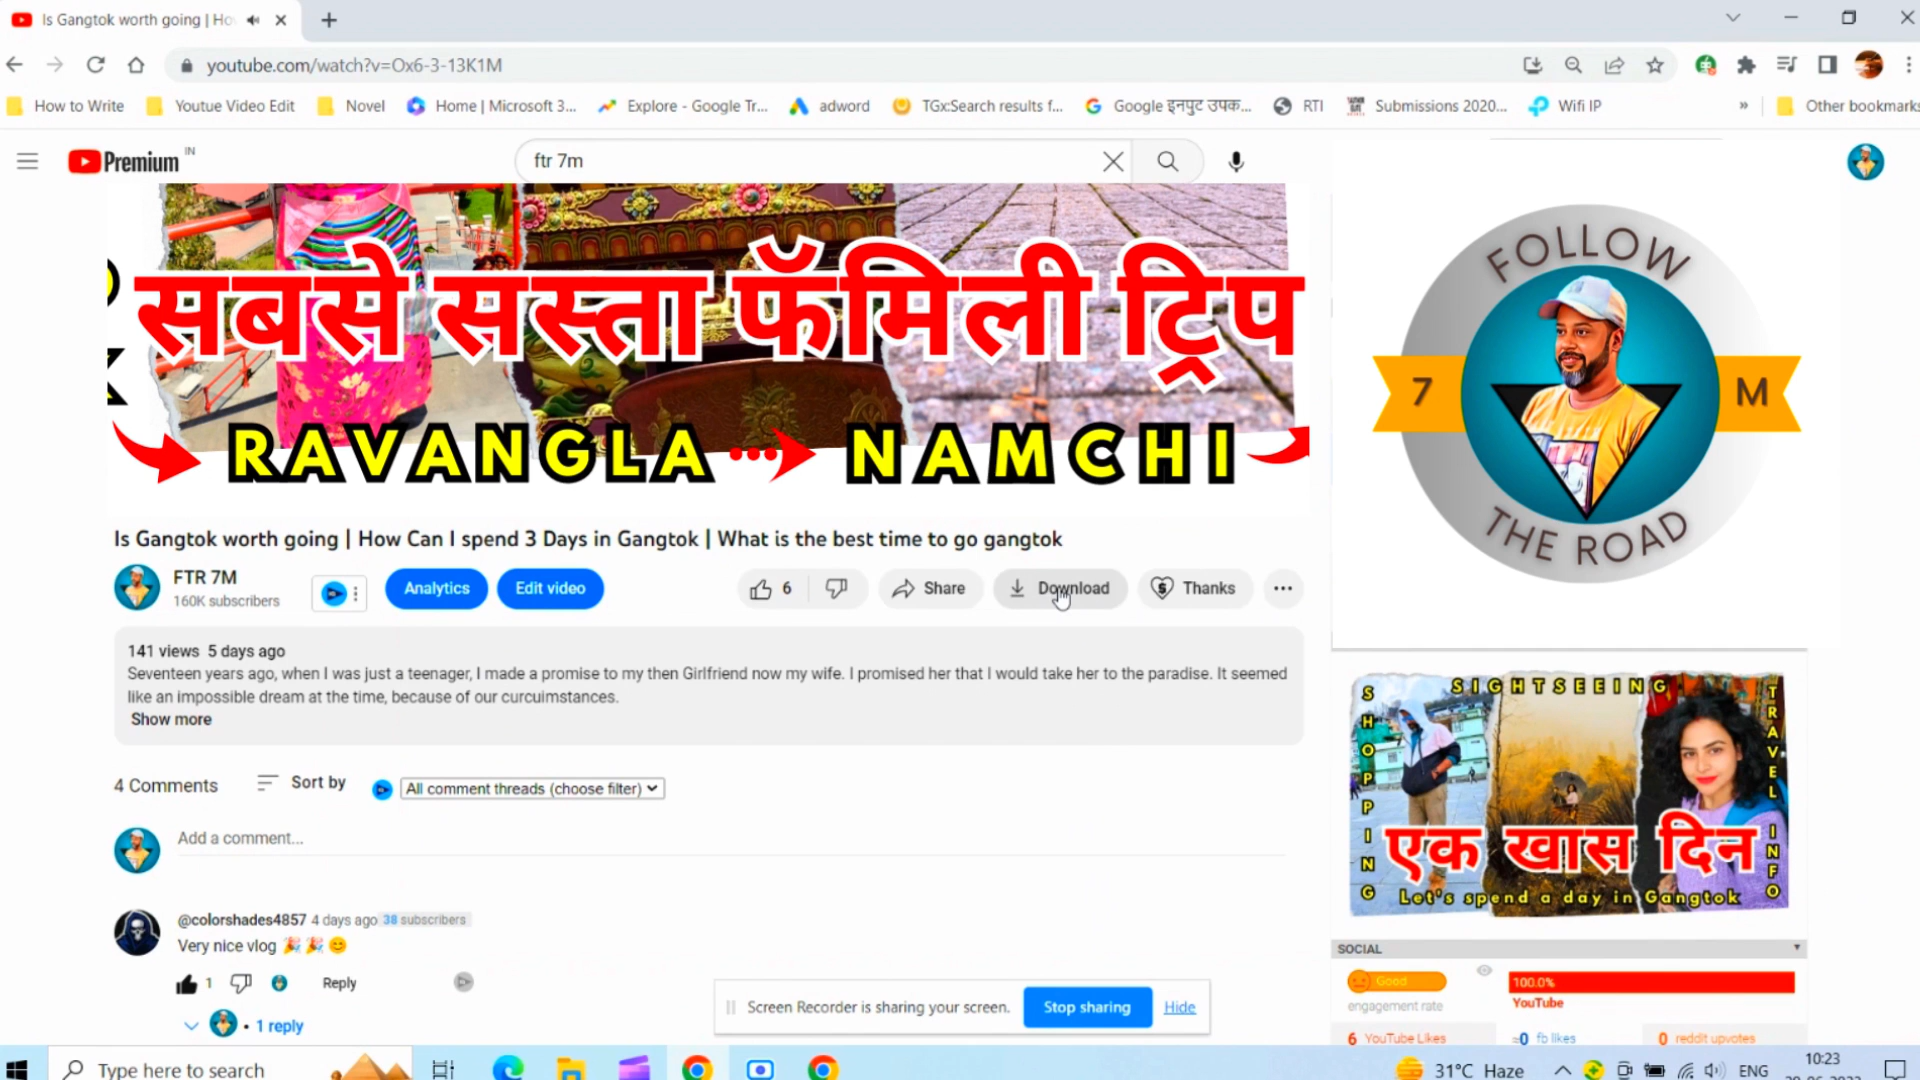 Is Gangtok worth going | Ho
youtube.com/watch?v=Ox6-3-13K1M
How to Write
Youtue Video Edit
Novel
Home | Microsoft 3...
Explore - Google Tr...
adword
TGx:Search results f...
Google इनपुट उपक...
RTI
Submissions 2020...
Wifi IP
»
Other bookmarks
Premium IN
ftr 7m
सबसे सस्ता फॅमिली ट्रिप
RAVANGLA NAMCHI
FOLLOW
7 M
THE ROAD
Is Gangtok worth going | How Can I spend 3 Days in Gangtok | What is the best time to go gangtok
FTR 7M
160K subscribers
Analytics
Edit video
6
Share
Download
Thanks
141 views 5 days ago
Seventeen years ago, when I was just a teenager, I made a promise to my then Girlfriend now my wife. I promised her that I would take her to the paradise. It seemed
like an impossible dream at the time, because of our curcuimstances.
Show more
4 Comments
Sort by
All comment threads (choose filter)
Add a comment...
@colorshades4857 4 days ago 38 subscribers
Very nice vlog
1
Reply
• 1 reply
SIGHTSEEING
SHOPPING
TRAVEL INFO
एक खास दिन
Let's spend a day in Gangtok
SOCIAL
Good
engagement rate
100.0%
YouTube
6 YouTube Likes
≈0 fb likes
0 reddit upvotes
Screen Recorder is sharing your screen.
Stop sharing
Hide
Type here to search
31°C Haze
ENG
10:23